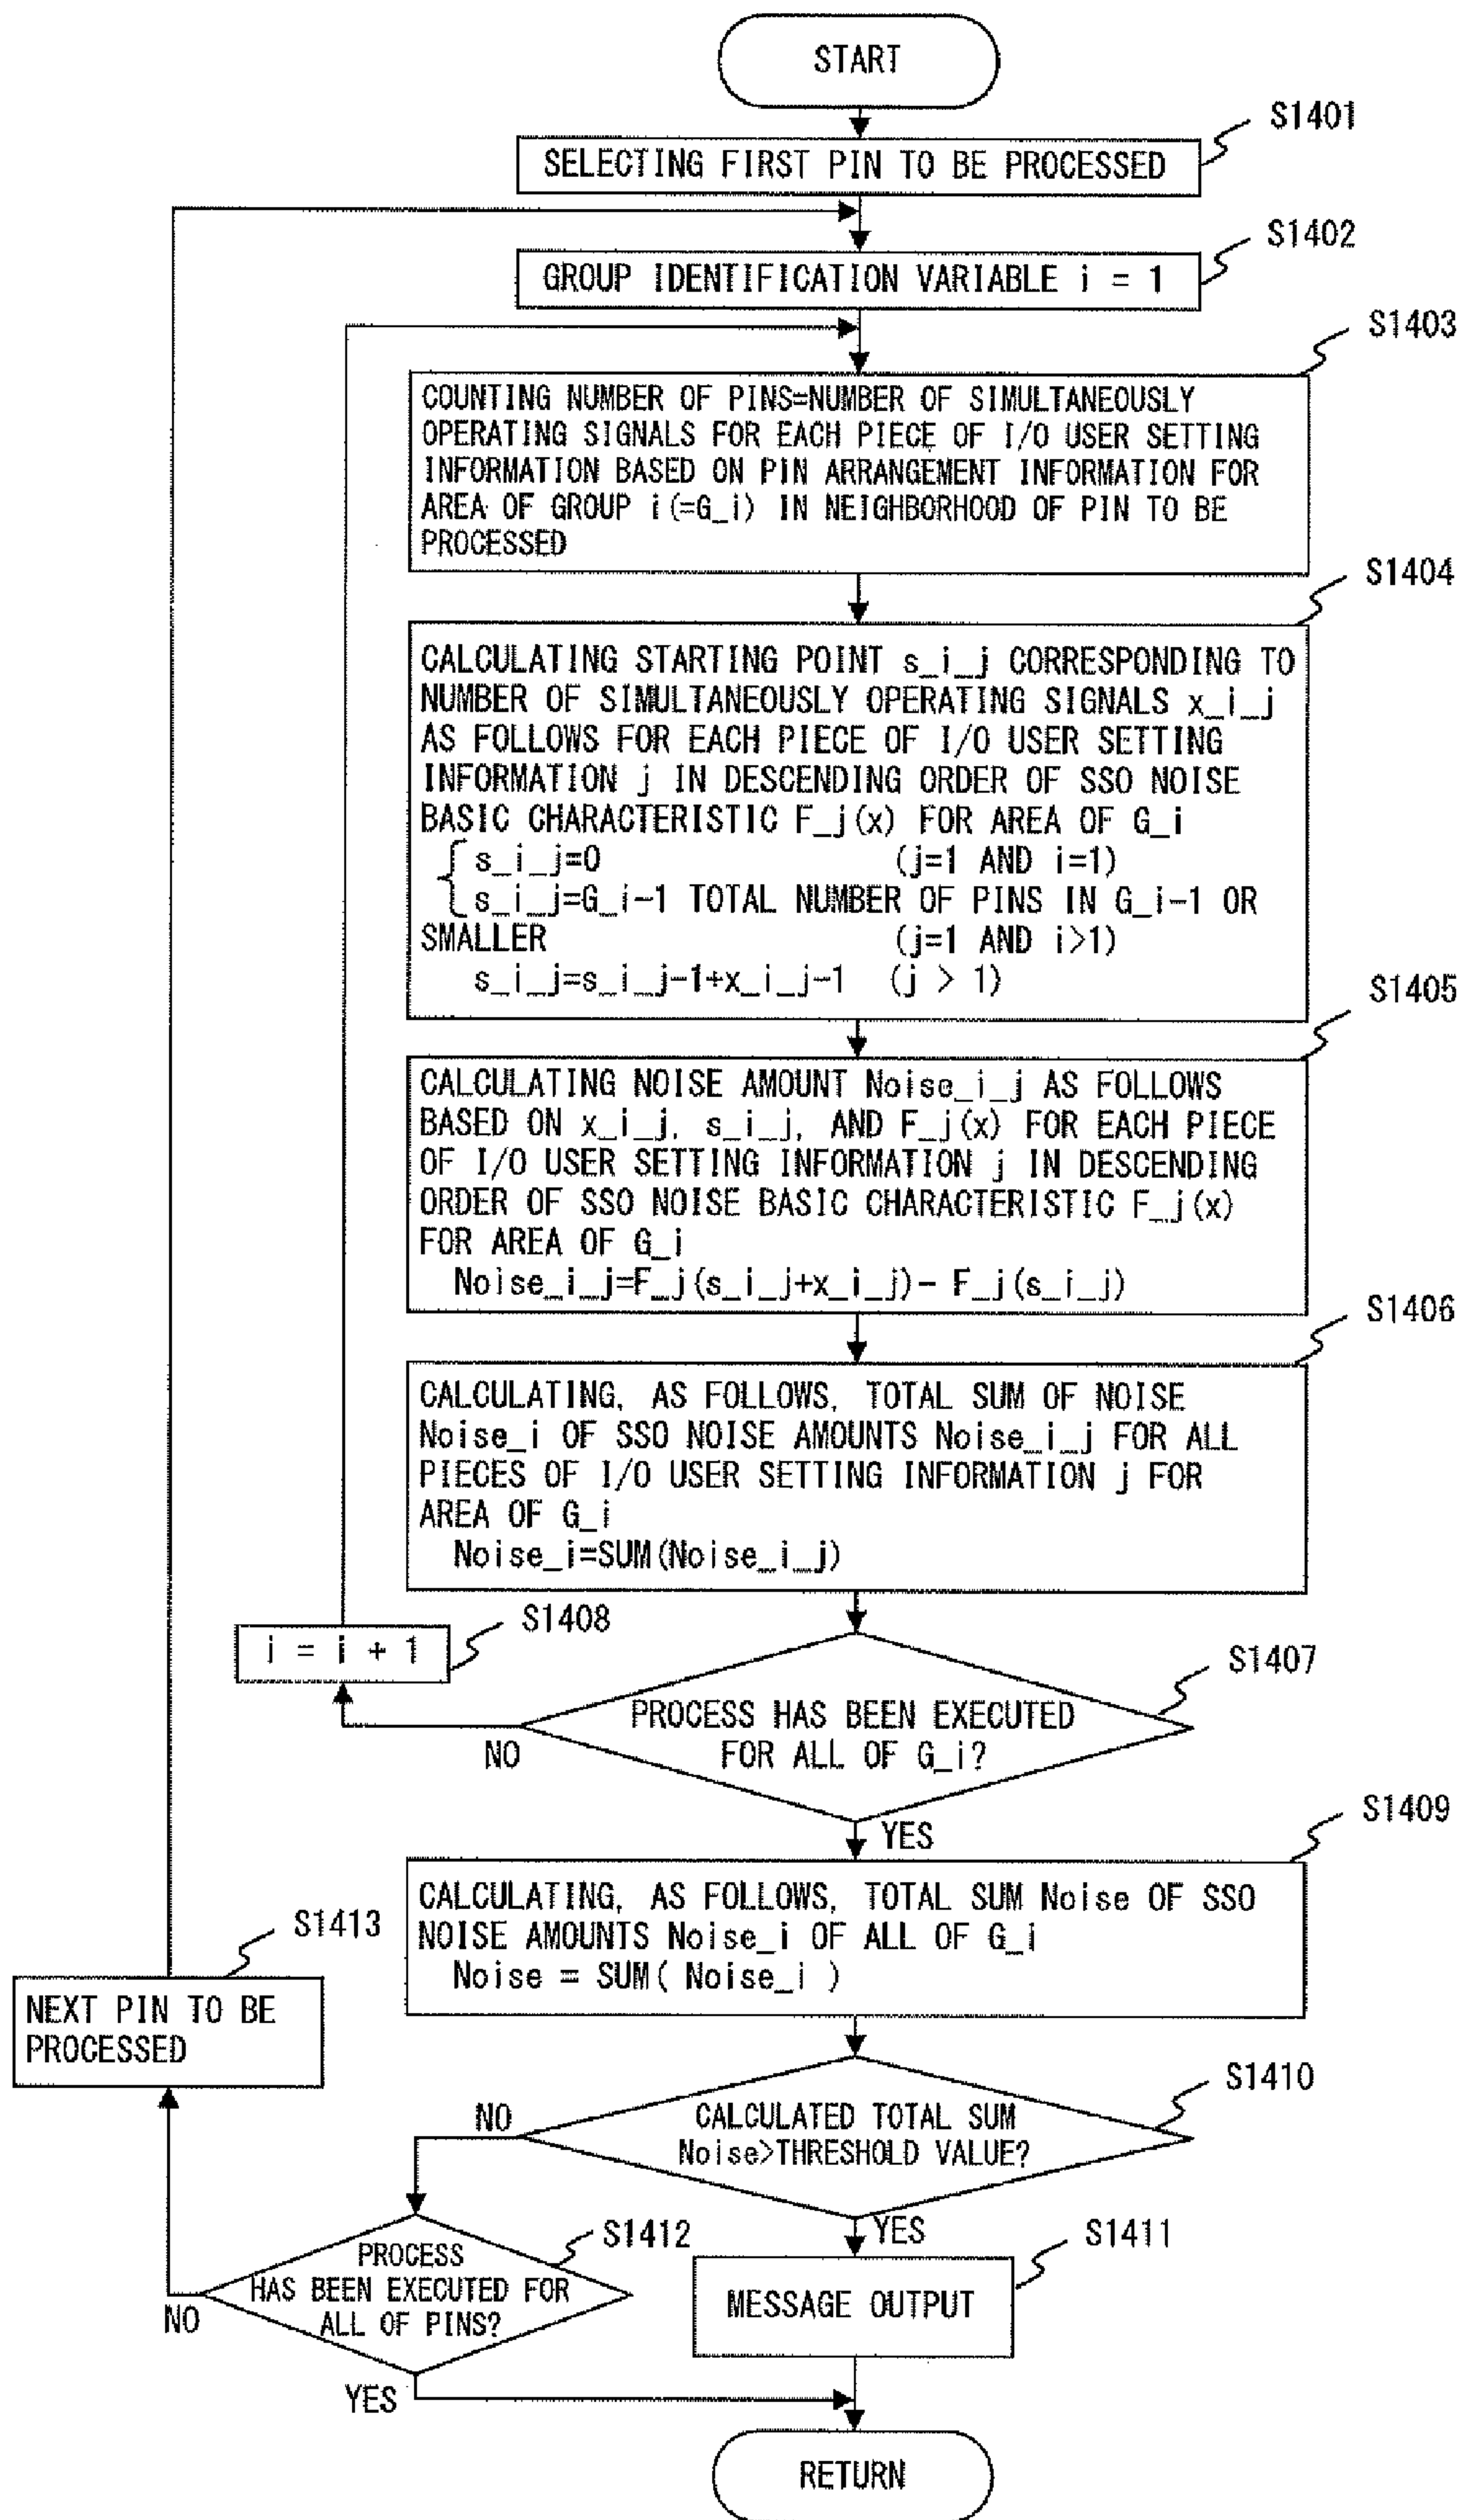 START
S1401
SELECTING FIRST PIN TO BE PROCESSED
S1402
GROUP IDENTIFICATION VARIABLE i = 1
S1403
COUNTING NUMBER OF PINS=NUMBER OF SIMULTANEOUSLY
OPERATING SIGNALS FOR EACH PIECE OF I/O USER SETTING
INFORMATION BASED ON PIN ARRANGEMENT INFORMATION FOR
AREA OF GROUP i(=G_i) IN NEIGHBORHOOD OF PIN TO BE
PROCESSED
S1404
CALCULATING STARTING POINT s_i_j CORRESPONDING TO
NUMBER OF SIMULTANEOUSLY OPERATING SIGNALS x_i_j
AS FOLLOWS FOR EACH PIECE OF I/O USER SETTING
INFORMATION j IN DESCENDING ORDER OF SSO NOISE
BASIC CHARACTERISTIC F_j(x) FOR AREA OF G_i
s_i_j=0 (j=1 AND i=1)
s_i_j=G_i-1 TOTAL NUMBER OF PINS IN G_i-1 OR
SMALLER (j=1 AND i>1)
s_i_j=s_i_j-1+x_i_j-1 (j > 1)
S1405
CALCULATING NOISE AMOUNT Noise_i_j AS FOLLOWS
BASED ON x_i_j, s_i_j, AND F_j(x) FOR EACH PIECE
OF I/O USER SETTING INFORMATION j IN DESCENDING
ORDER OF SSO NOISE BASIC CHARACTERISTIC F_j(x)
FOR AREA OF G_i
Noise_i_j=F_j(s_i_j+x_i_j)- F_j(s_i_j)
S1406
CALCULATING, AS FOLLOWS, TOTAL SUM OF NOISE
Noise_i OF SSO NOISE AMOUNTS Noise_i_j FOR ALL
PIECES OF I/O USER SETTING INFORMATION j FOR
AREA OF G_i
Noise_i=SUM(Noise_i_j)
S1408
i = i + 1
S1407
PROCESS HAS BEEN EXECUTED
FOR ALL OF G_i?
NO
YES
S1409
CALCULATING, AS FOLLOWS, TOTAL SUM Noise OF SSO
NOISE AMOUNTS Noise_i OF ALL OF G_i
Noise = SUM( Noise_i )
S1413
NEXT PIN TO BE
PROCESSED
S1410
NO
CALCULATED TOTAL SUM
Noise>THRESHOLD VALUE?
YES
S1412
PROCESS
HAS BEEN EXECUTED FOR
ALL OF PINS?
NO
YES
S1411
MESSAGE OUTPUT
RETURN